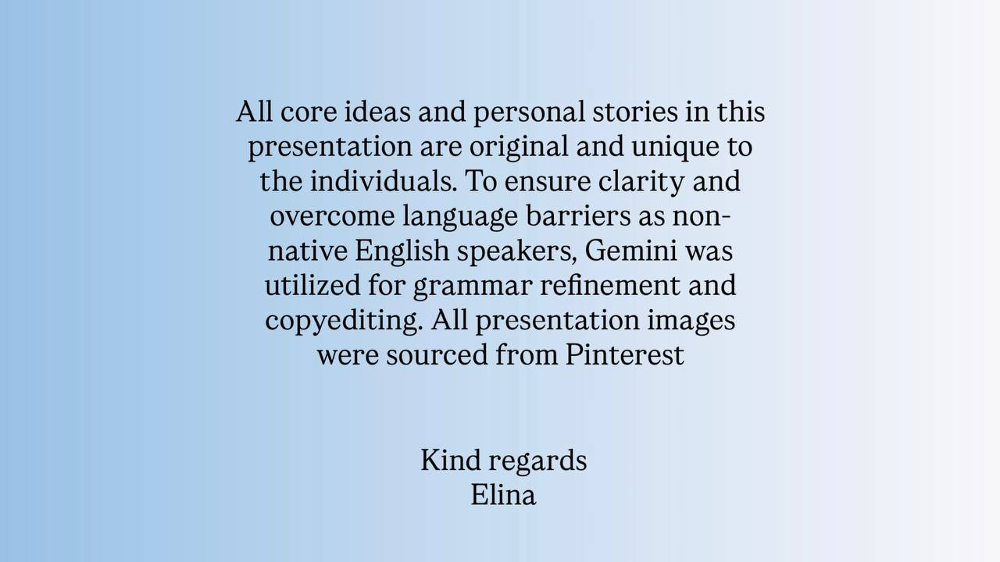 All core ideas and personal stories in this
presentation are original and unique to
the individuals. To ensure clarity and
overcome language barriers as non-
native English speakers, Gemini was
utilized for grammar refinement and
copyediting. All presentation images
were sourced from Pinterest
Kind regards
Elina